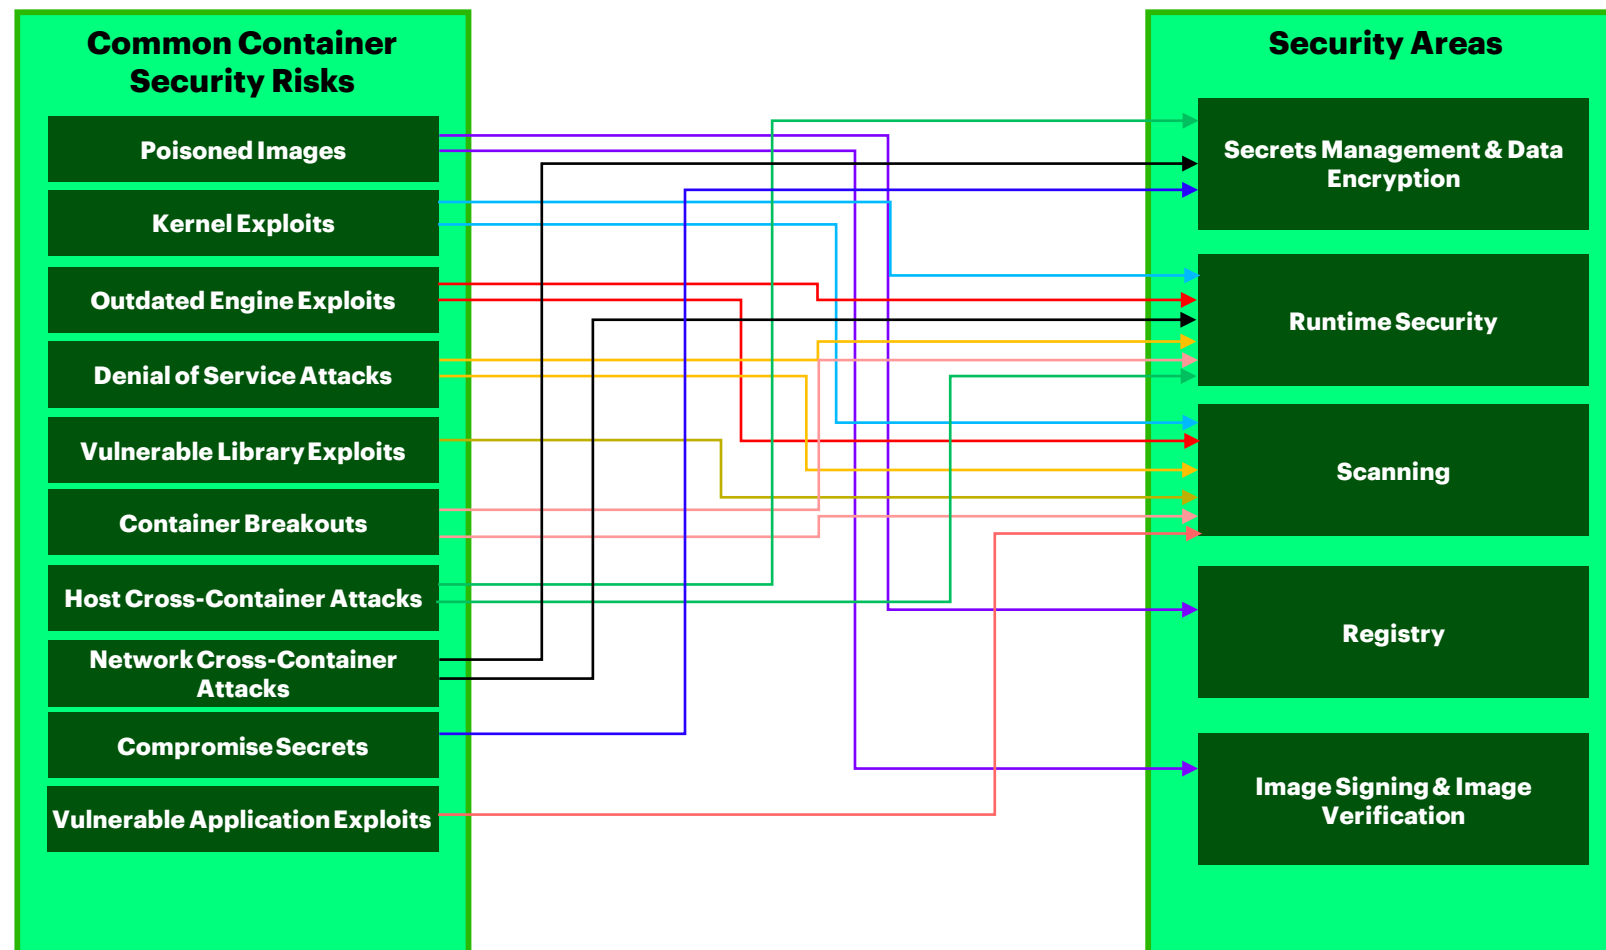 Common Container
Security Risks
Poisoned Images
Kernel Exploits
Outdated Engine Exploits
Denial of Service Attacks
Vulnerable Library Exploits
Container Breakouts
Host Cross-Container Attacks
Network Cross-Container
Attacks
Compromise Secrets
Vulnerable Application Exploits
Security Areas
Secrets Management & Data
Encryption
Runtime Security
Scanning
Registry
Image Signing & Image
Verification